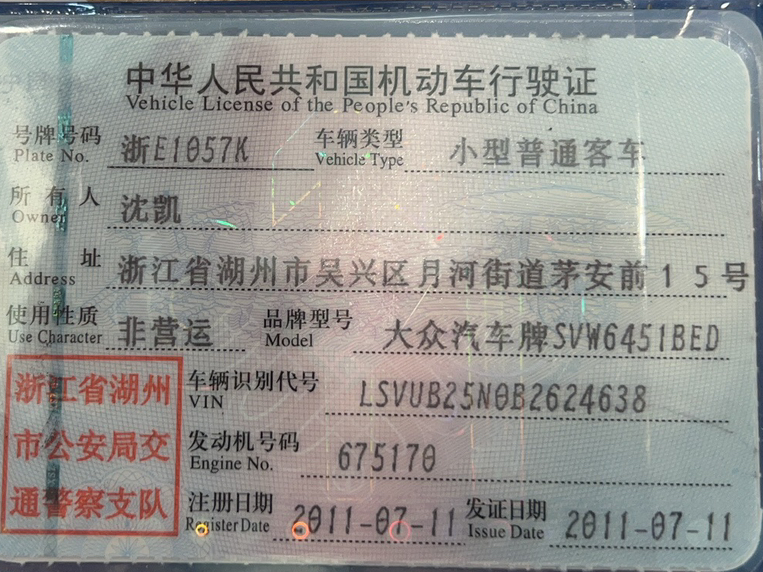 中华人民共和国机动车行驶证
Vehicle License of the People's Republic of China
号牌号码 浙E1057K 车辆类型 小型普通客车
Plate No. Vehicle Type
所有人 沈凯
Owner
住址 浙江省湖州市吴兴区月河街道茅安前15号
Address
使用性质 非营运 品牌型号 大众汽车牌SVW6451BED
Use Character Model
浙江省湖州
市公安局交
通警察支队
车辆识别代号 LSVUB25N0B2624638
VIN
发动机号码 675170
Engine No.
注册日期 2011-07-11 发证日期 2011-07-11
Register Date Issue Date